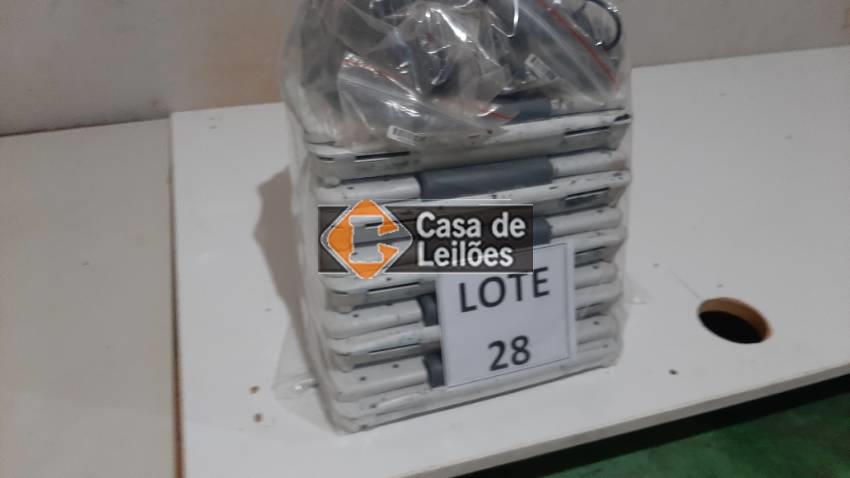 Casa de
Leilões
LOTE
28